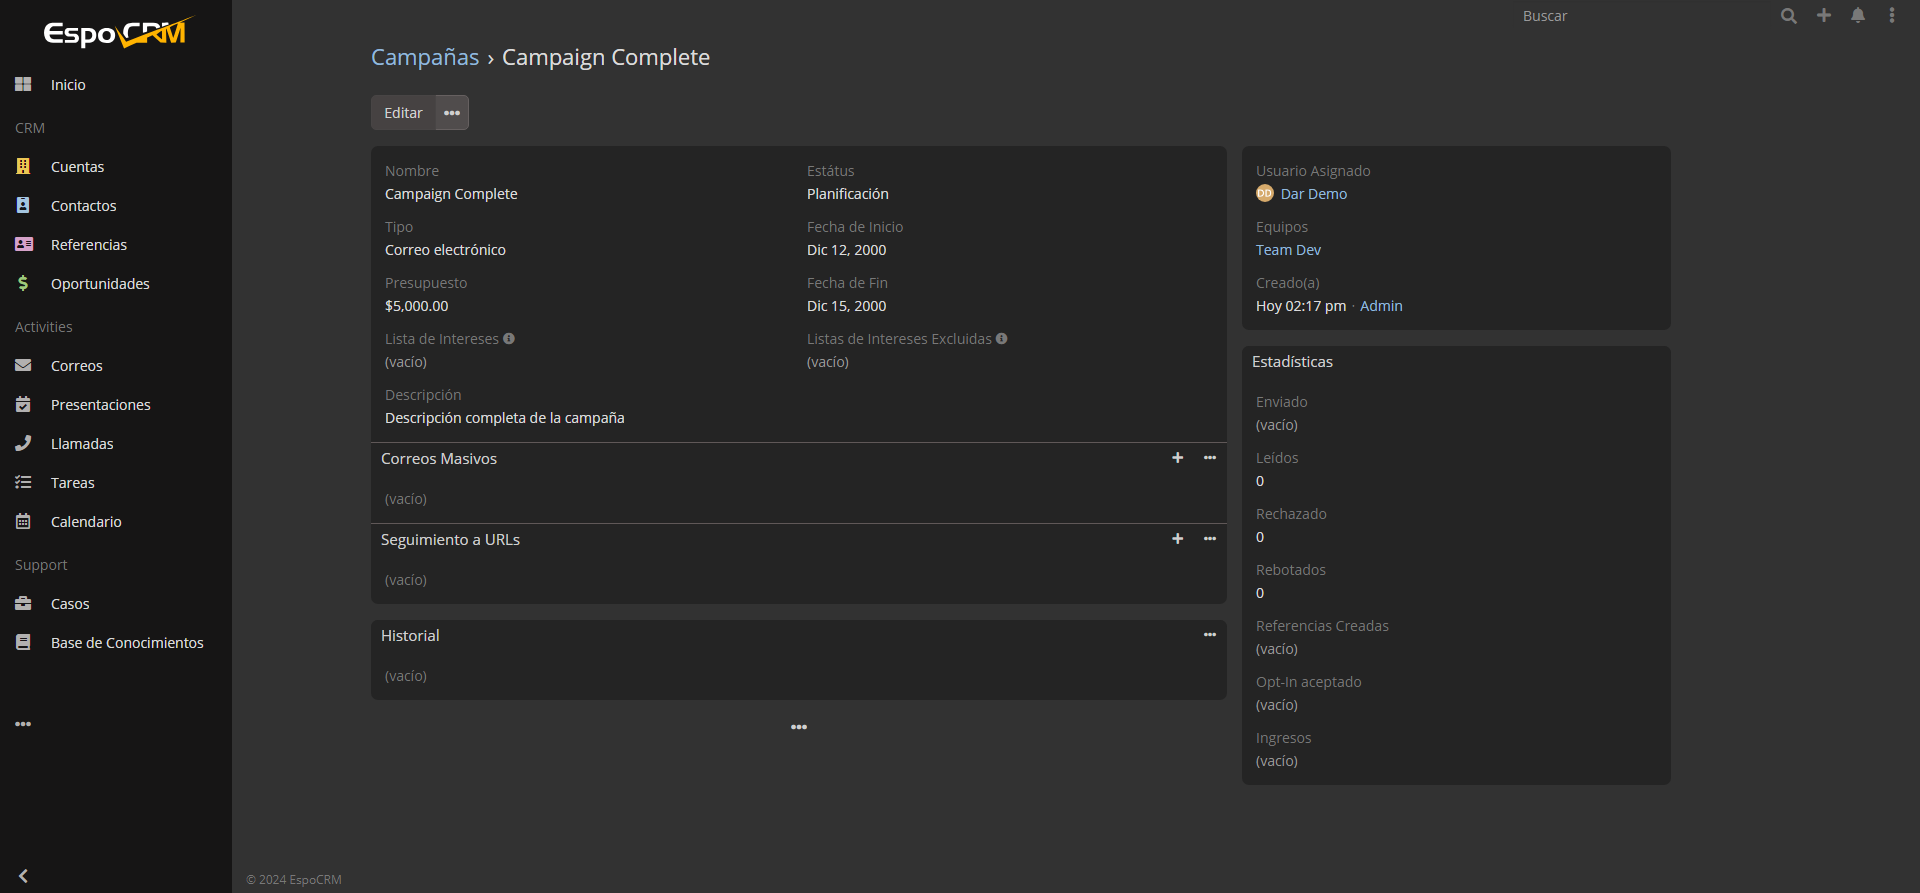 EspoCRM
Inicio
CRM
Cuentas
Contactos
Referencias
Oportunidades
Activities
Correos
Presentaciones
Llamadas
Tareas
Calendario
Support
Casos
Base de Conocimientos
Buscar
Campañas › Campaign Complete
Editar
Nombre
Campaign Complete
Estátus
Planificación
Tipo
Correo electrónico
Fecha de Inicio
Dic 12, 2000
Presupuesto
$5,000.00
Fecha de Fin
Dic 15, 2000
Lista de Intereses
(vacío)
Listas de Intereses Excluidas
(vacío)
Descripción
Descripción completa de la campaña
Correos Masivos
(vacío)
Seguimiento a URLs
(vacío)
Historial
(vacío)
Usuario Asignado
DD Dar Demo
Equipos
Team Dev
Creado(a)
Hoy 02:17 pm · Admin
Estadísticas
Enviado
(vacío)
Leídos
0
Rechazado
0
Rebotados
0
Referencias Creadas
(vacío)
Opt-In aceptado
(vacío)
Ingresos
(vacío)
© 2024 EspoCRM